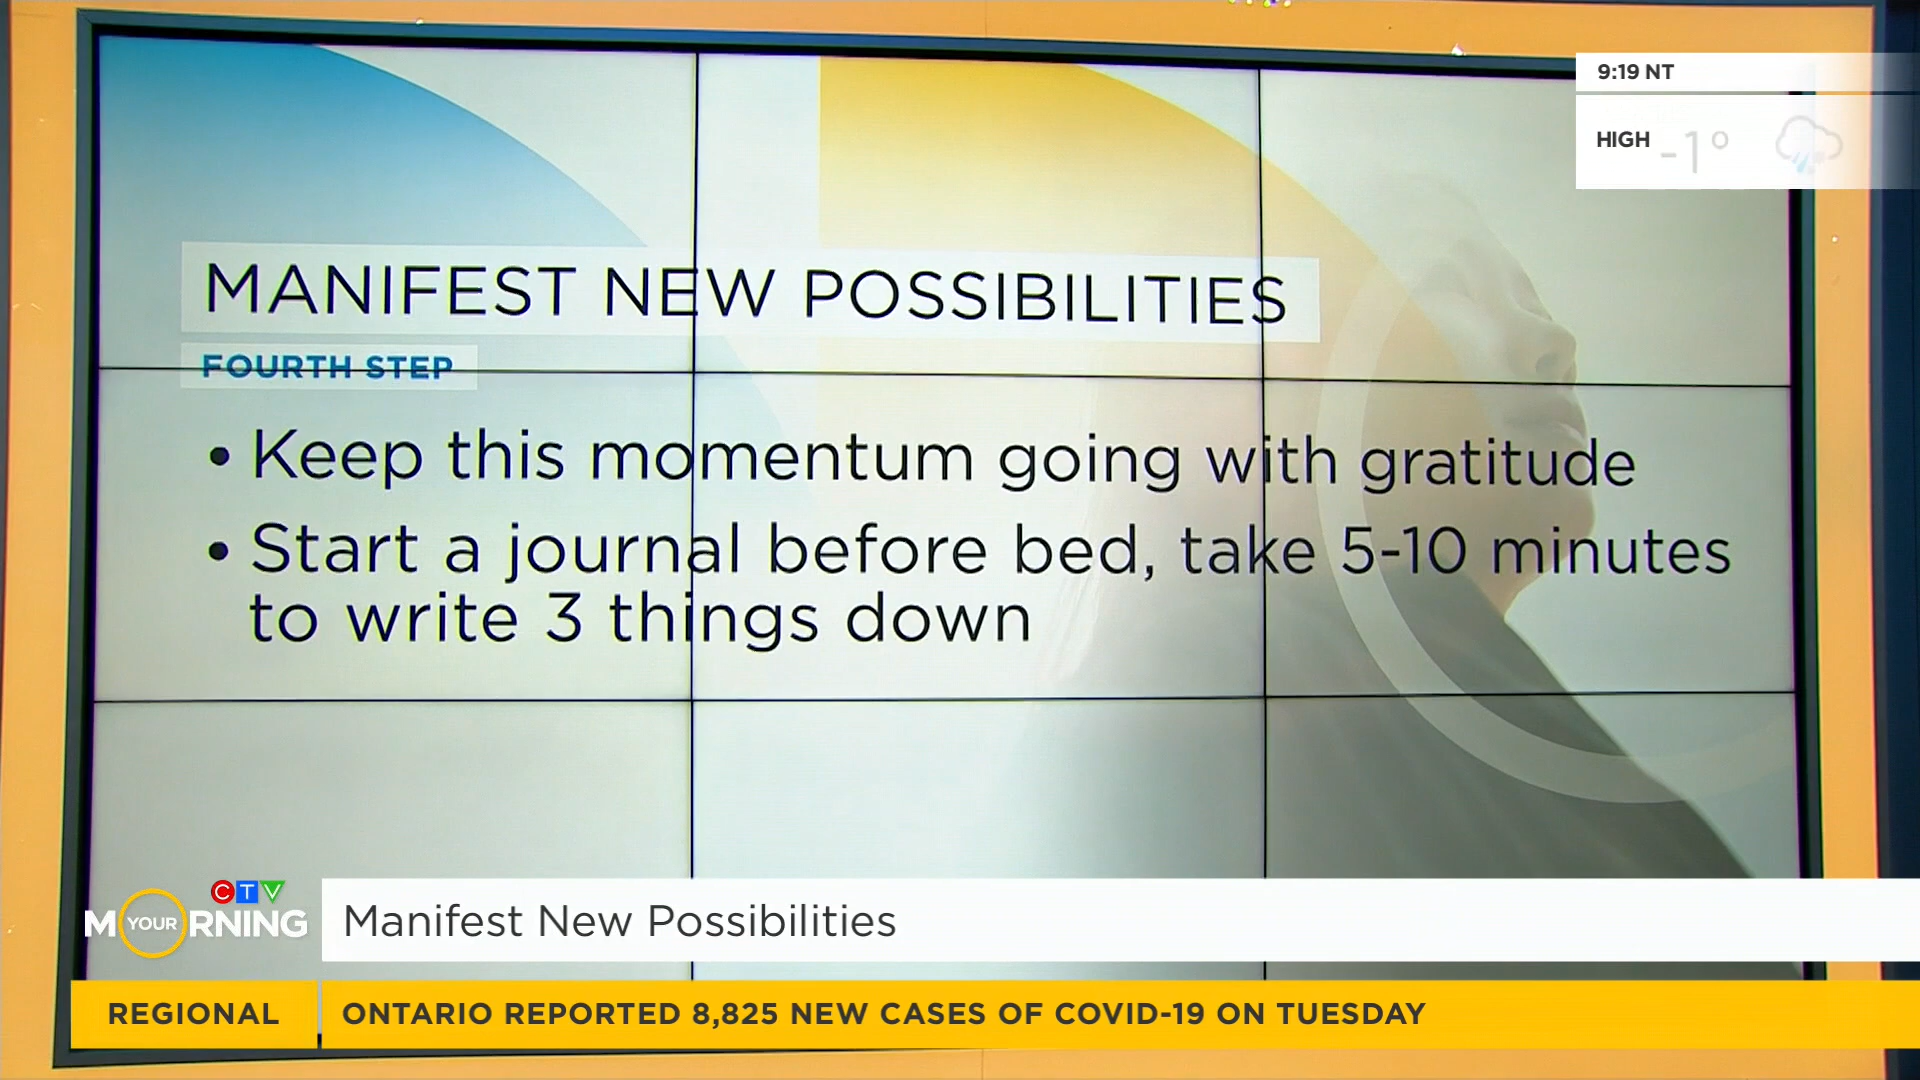 9:19 NT
HIGH -1°
MANIFEST NEW POSSIBILITIES
FOURTH STEP
• Keep this momentum going with gratitude
• Start a journal before bed, take 5-10 minutes
to write 3 things down
CTV
YOUR MORNING
Manifest New Possibilities
REGIONAL
ONTARIO REPORTED 8,825 NEW CASES OF COVID-19 ON TUESDAY